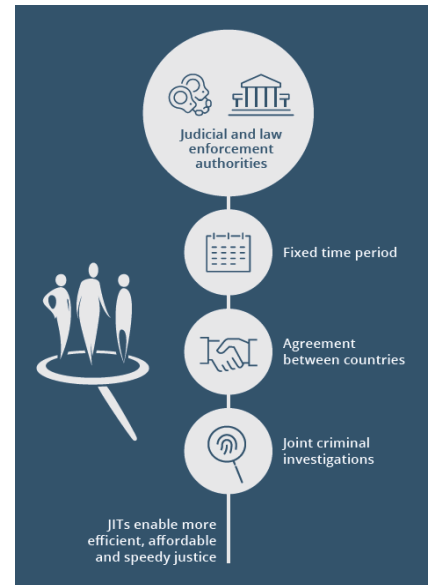 Judicial and law
enforcement
authorities
Fixed time period
Agreement
between countries
Joint criminal
investigations
JITs enable more
efficient, affordable
and speedy justice